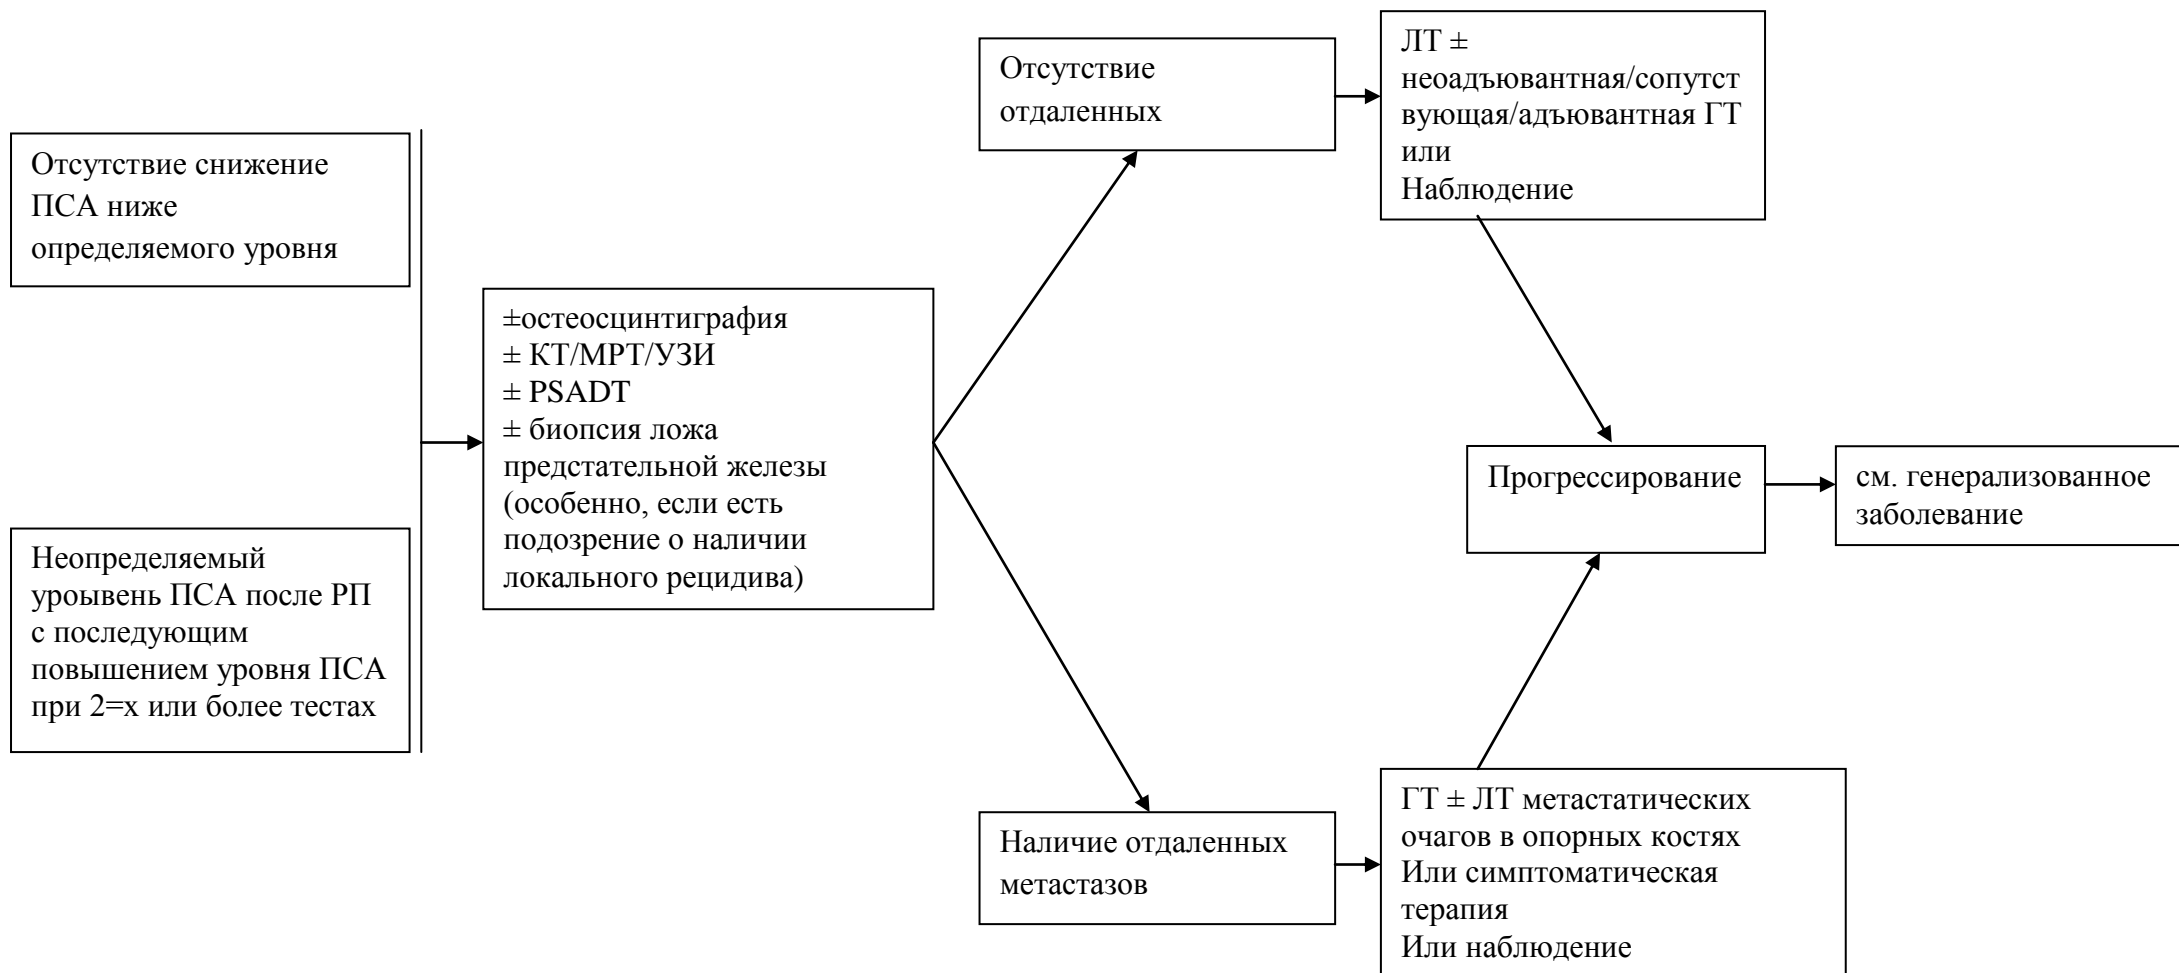 Отсутствие снижение
ПСА ниже
определяемого уровня
Неопределяемый
уроывень ПСА после РП
с последующим
повышением уровня ПСА
при 2=х или более тестах
±остеосцинтиграфия
± КТ/МРТ/УЗИ
± PSADT
± биопсия ложа
предстательной железы
(особенно, если есть
подозрение о наличии
локального рецидива)
Отсутствие
отдаленных
ЛТ ±
неоадъювантная/сопутст
вующая/адъювантная ГТ
или
Наблюдение
Наличие отдаленных
метастазов
ГТ ± ЛТ метастатических
очагов в опорных костях
Или симптоматическая
терапия
Или наблюдение
Прогрессирование
см. генерализованное
заболевание